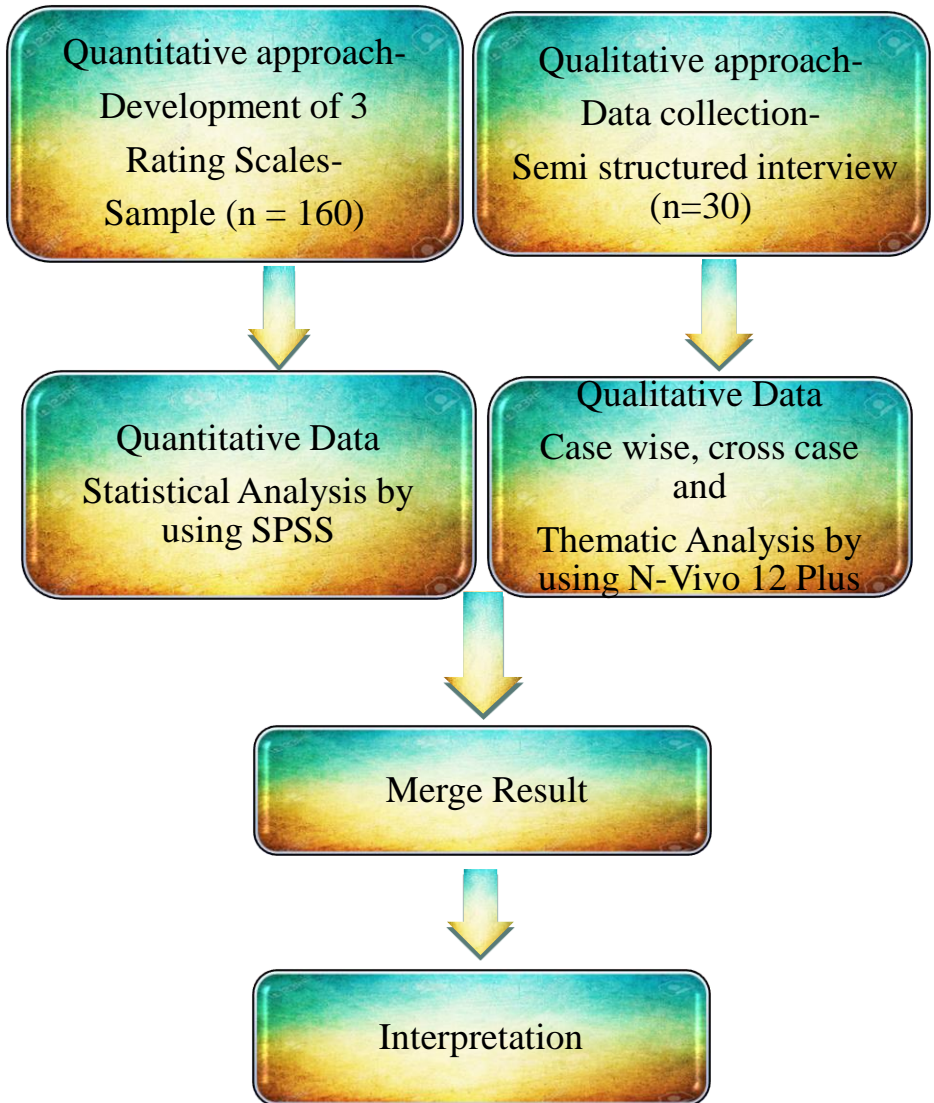 Quantitative approach-
Development of 3
Rating Scales-
Sample (n = 160)
Qualitative approach-
Data collection-
Semi structured interview
(n=30)
Quantitative Data
Statistical Analysis by
using SPSS
Qualitative Data
Case wise, cross case
and
Thematic Analysis by
using N-Vivo 12 Plus
Merge Result
Interpretation